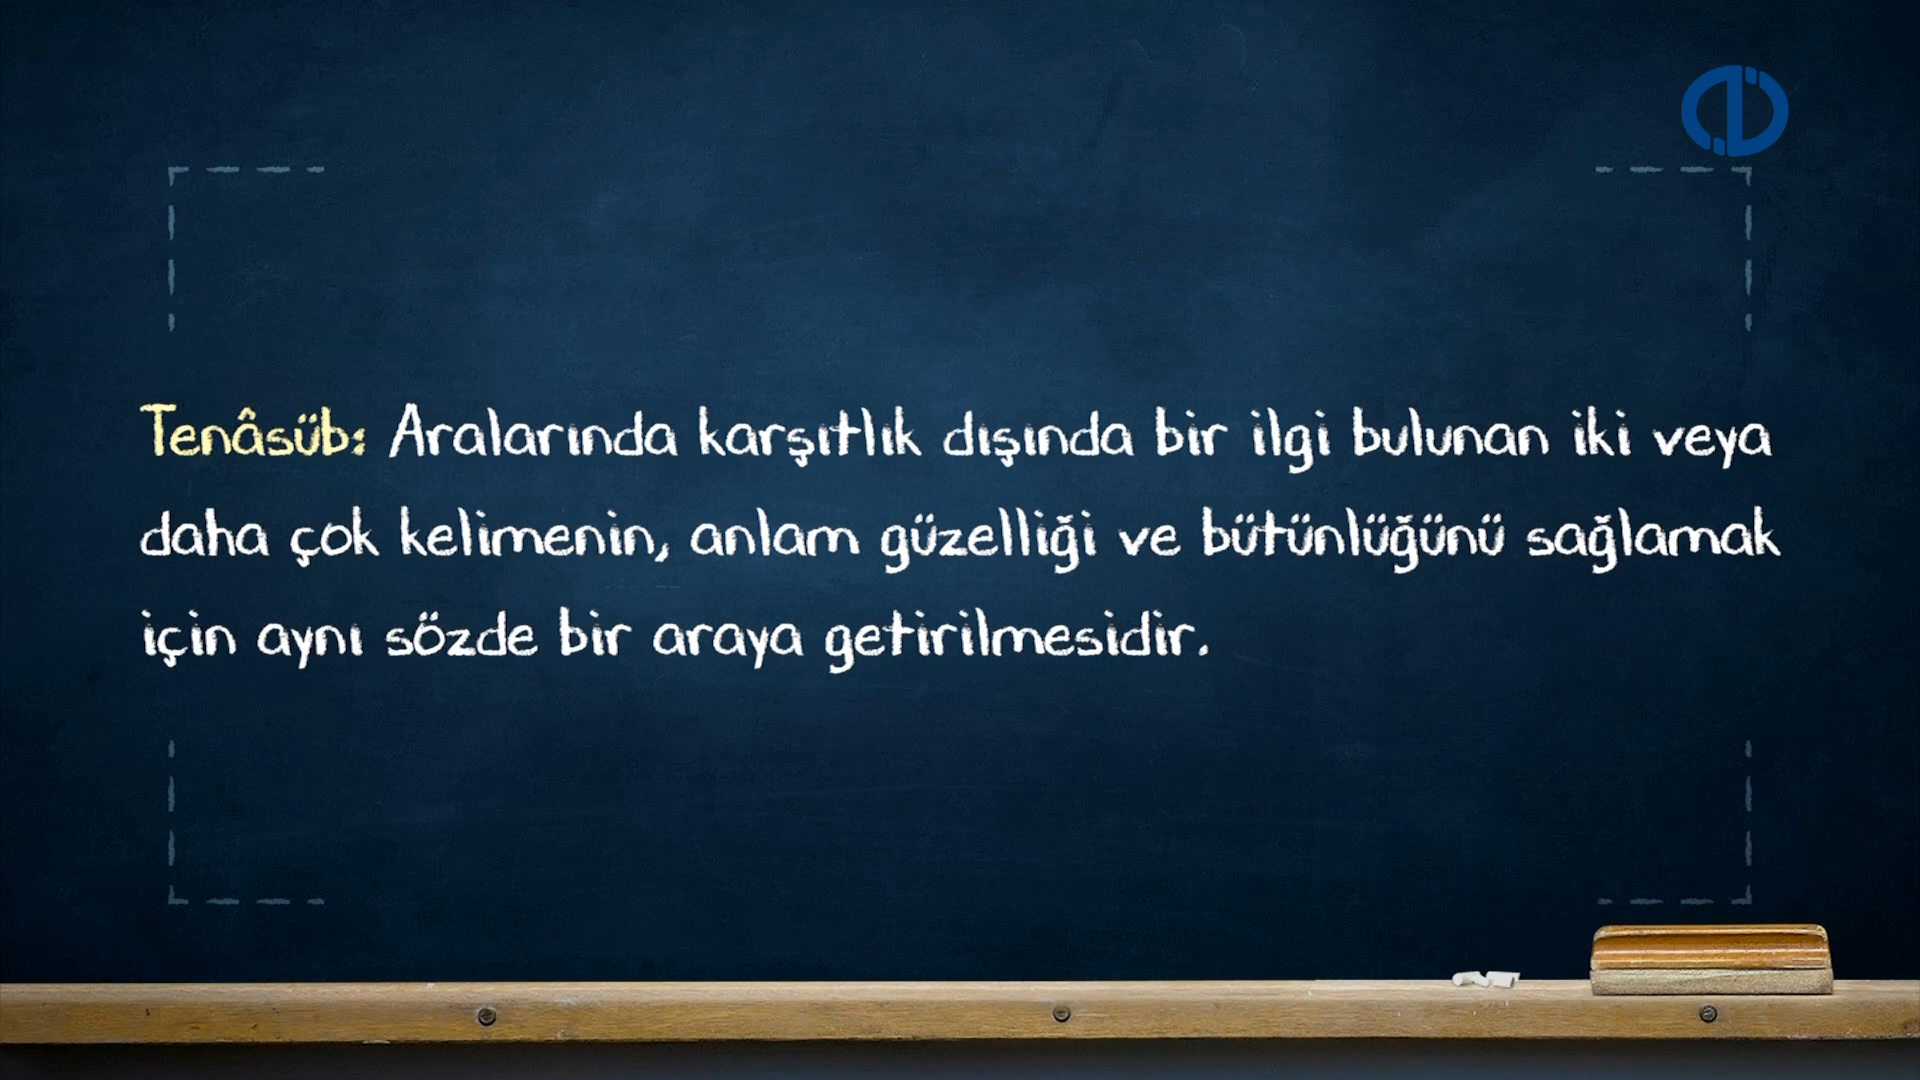 Tenâsüb: Aralarında karşıtlık dışında bir ilgi bulunan iki veya
daha çok kelimenin, anlam güzelliği ve bütünlüğünü sağlamak
için aynı sözde bir araya getirilmesidir.